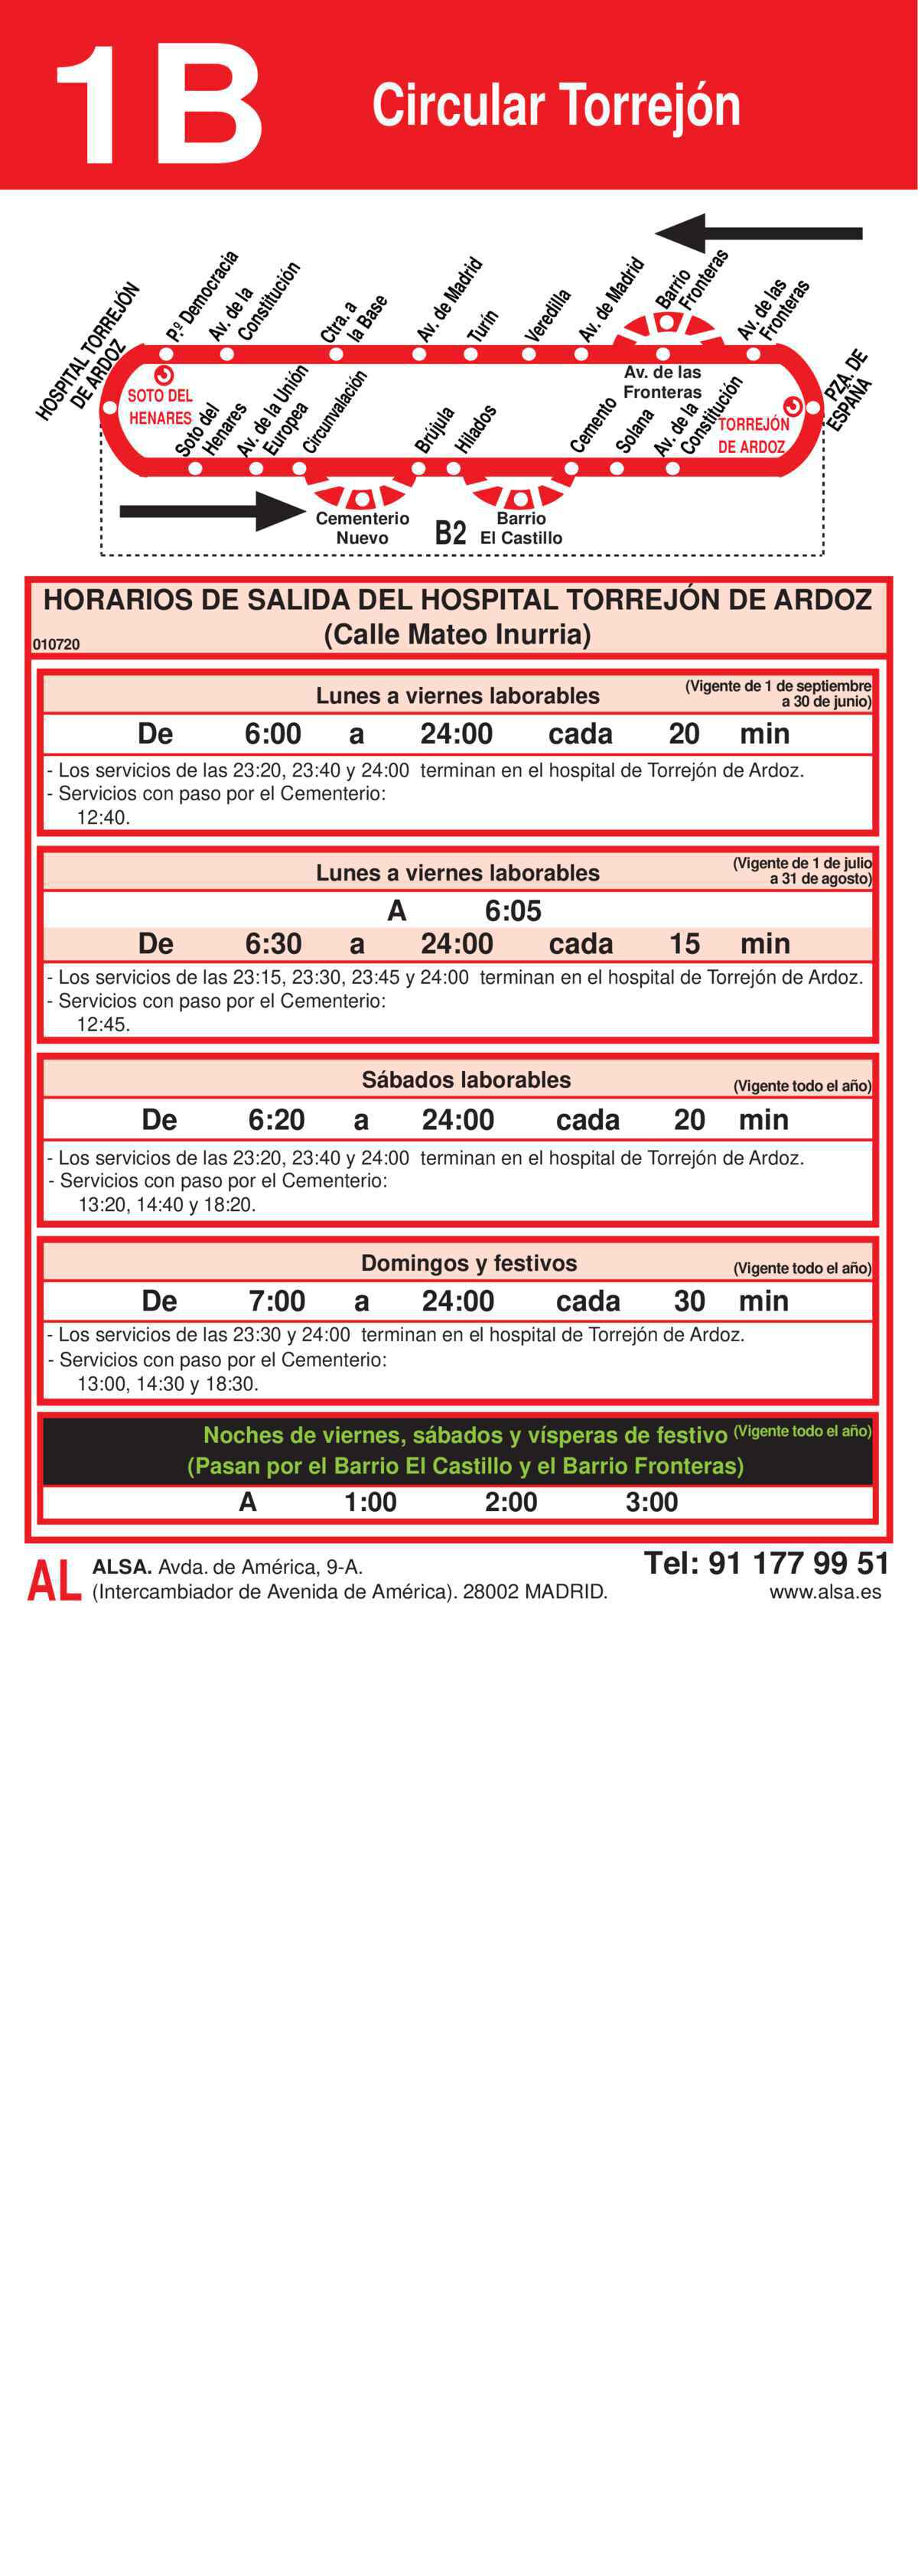 1B
Circular Torrejón
HOSPITAL TORREJÓN
DE ARDOZ
Pº Democracia
Av. de la
Constitución
Ctra. a
la Base
Av. de Madrid
Turín
Veredilla
Av. de Madrid
Barrio
Fronteras
Av. de las
Fronteras
PZA. DE
ESPAÑA
Av. de las
Fronteras
SOTO DEL
HENARES
Soto del
Henares
Av. de la Unión
Europea
Circunvalación
Brújula
Hilados
Cemento
Solana
Av. de la
Constitución
TORREJÓN
DE ARDOZ
Cementerio
Nuevo
B2
Barrio
El Castillo
HORARIOS DE SALIDA DEL HOSPITAL TORREJÓN DE ARDOZ
(Calle Mateo Inurria)
010720
Lunes a viernes laborables
(Vigente de 1 de septiembre
a 30 de junio)
De 6:00 a 24:00 cada 20 min
- Los servicios de las 23:20, 23:40 y 24:00 terminan en el hospital de Torrejón de Ardoz.
- Servicios con paso por el Cementerio:
12:40.
Lunes a viernes laborables
(Vigente de 1 de julio
a 31 de agosto)
A 6:05
De 6:30 a 24:00 cada 15 min
- Los servicios de las 23:15, 23:30, 23:45 y 24:00 terminan en el hospital de Torrejón de Ardoz.
- Servicios con paso por el Cementerio:
12:45.
Sábados laborables
(Vigente todo el año)
De 6:20 a 24:00 cada 20 min
- Los servicios de las 23:20, 23:40 y 24:00 terminan en el hospital de Torrejón de Ardoz.
- Servicios con paso por el Cementerio:
13:20, 14:40 y 18:20.
Domingos y festivos
(Vigente todo el año)
De 7:00 a 24:00 cada 30 min
- Los servicios de las 23:30 y 24:00 terminan en el hospital de Torrejón de Ardoz.
- Servicios con paso por el Cementerio:
13:00, 14:30 y 18:30.
Noches de viernes, sábados y vísperas de festivo (Vigente todo el año)
(Pasan por el Barrio El Castillo y el Barrio Fronteras)
A 1:00 2:00 3:00
AL
ALSA. Avda. de América, 9-A.
(Intercambiador de Avenida de América). 28002 MADRID.
Tel: 91 177 99 51
www.alsa.es